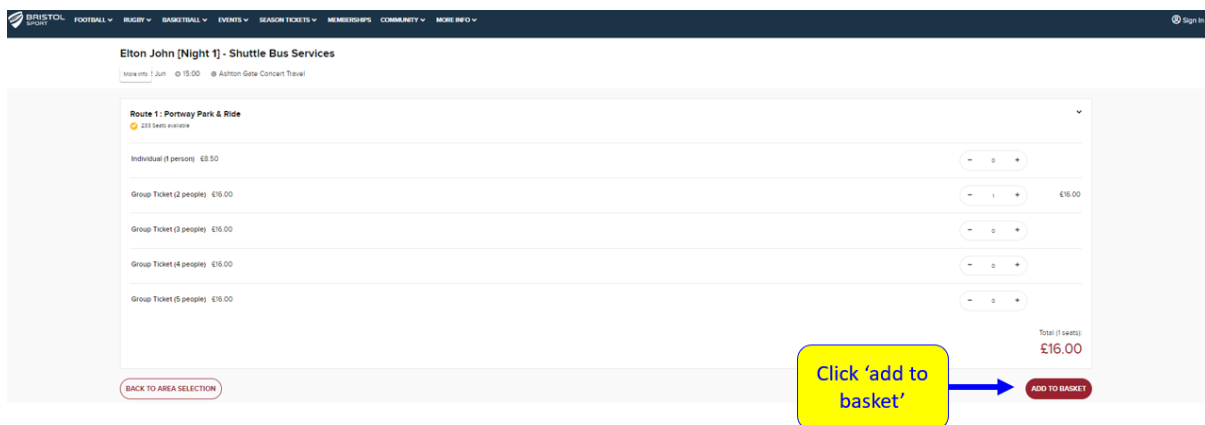 BRISTOL SPORT FOOTBALL RUGBY BASKETBALL EVENTS SEASON TICKETS MEMBERSHIPS COMMUNITY MORE INFO Sign In
Elton John [Night 1] - Shuttle Bus Services
More info Jun 15:00 Ashton Gate Concert Travel
Route 1 : Portway Park & Ride
233 Seats available
Individual (1 person) £8.50 - 0 +
Group Ticket (2 people) £16.00 - 1 + £16.00
Group Ticket (3 people) £16.00 - 0 +
Group Ticket (4 people) £16.00 - 0 +
Group Ticket (5 people) £16.00 - 0 +
Total (1 seats):
£16.00
Click ‘add to
basket’
BACK TO AREA SELECTION ADD TO BASKET